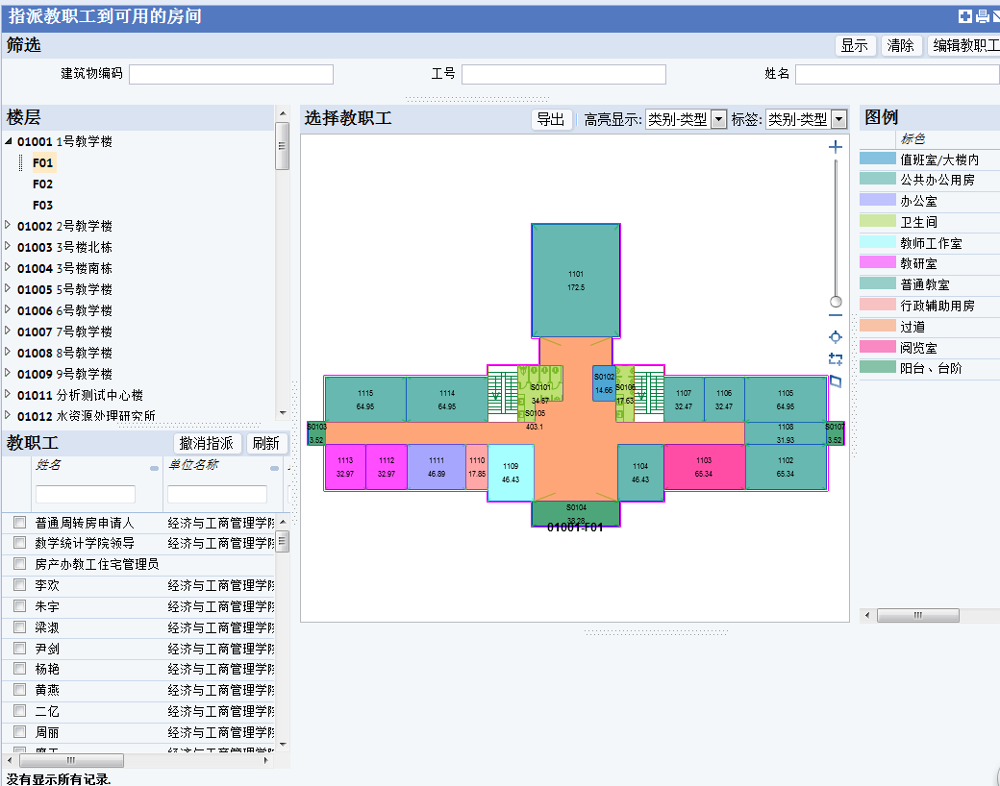 指派教职工到可用的房间
筛选
显示 清除 编辑教职工
建筑物编码 工号 姓名
楼层
01001 1号教学楼
F01
F02
F03
01002 2号教学楼
01003 3号楼北栋
01004 3号楼南栋
01005 5号教学楼
01006 6号教学楼
01007 7号教学楼
01008 8号教学楼
01009 9号教学楼
01011 分析测试中心楼
01012 水资源处理研究所
教职工
撤消指派 刷新
姓名 单位名称
普通周转房申请人 经济与工商管理学院
数学统计学院领导 经济与工商管理学院
房产办教工住宅管理员
李欢 经济与工商管理学院
朱宇 经济与工商管理学院
梁淑 经济与工商管理学院
尹剑 经济与工商管理学院
杨艳 经济与工商管理学院
黄燕 经济与工商管理学院
二亿 经济与工商管理学院
周丽 经济与工商管理学院
没有显示所有记录.
选择教职工
导出 高亮显示: 类别-类型 标签: 类别-类型
1101
172.5
S0102
14.66
S0101
34.67
S0106
17.63
S0105
403.1
1115
64.95
1114
64.95
1107
32.47
1106
32.47
1105
64.95
S0103
3.52
1108
31.93
S0107
3.52
1113
32.97
1112
32.97
1111
46.89
1110
17.85
1109
46.43
1104
46.43
1103
65.34
1102
65.34
S0104
38.28
01001-F01
图例
标色
值班室/大楼内
公共办公用房
办公室
卫生间
教师工作室
教研室
普通教室
行政辅助用房
过道
阅览室
阳台、台阶